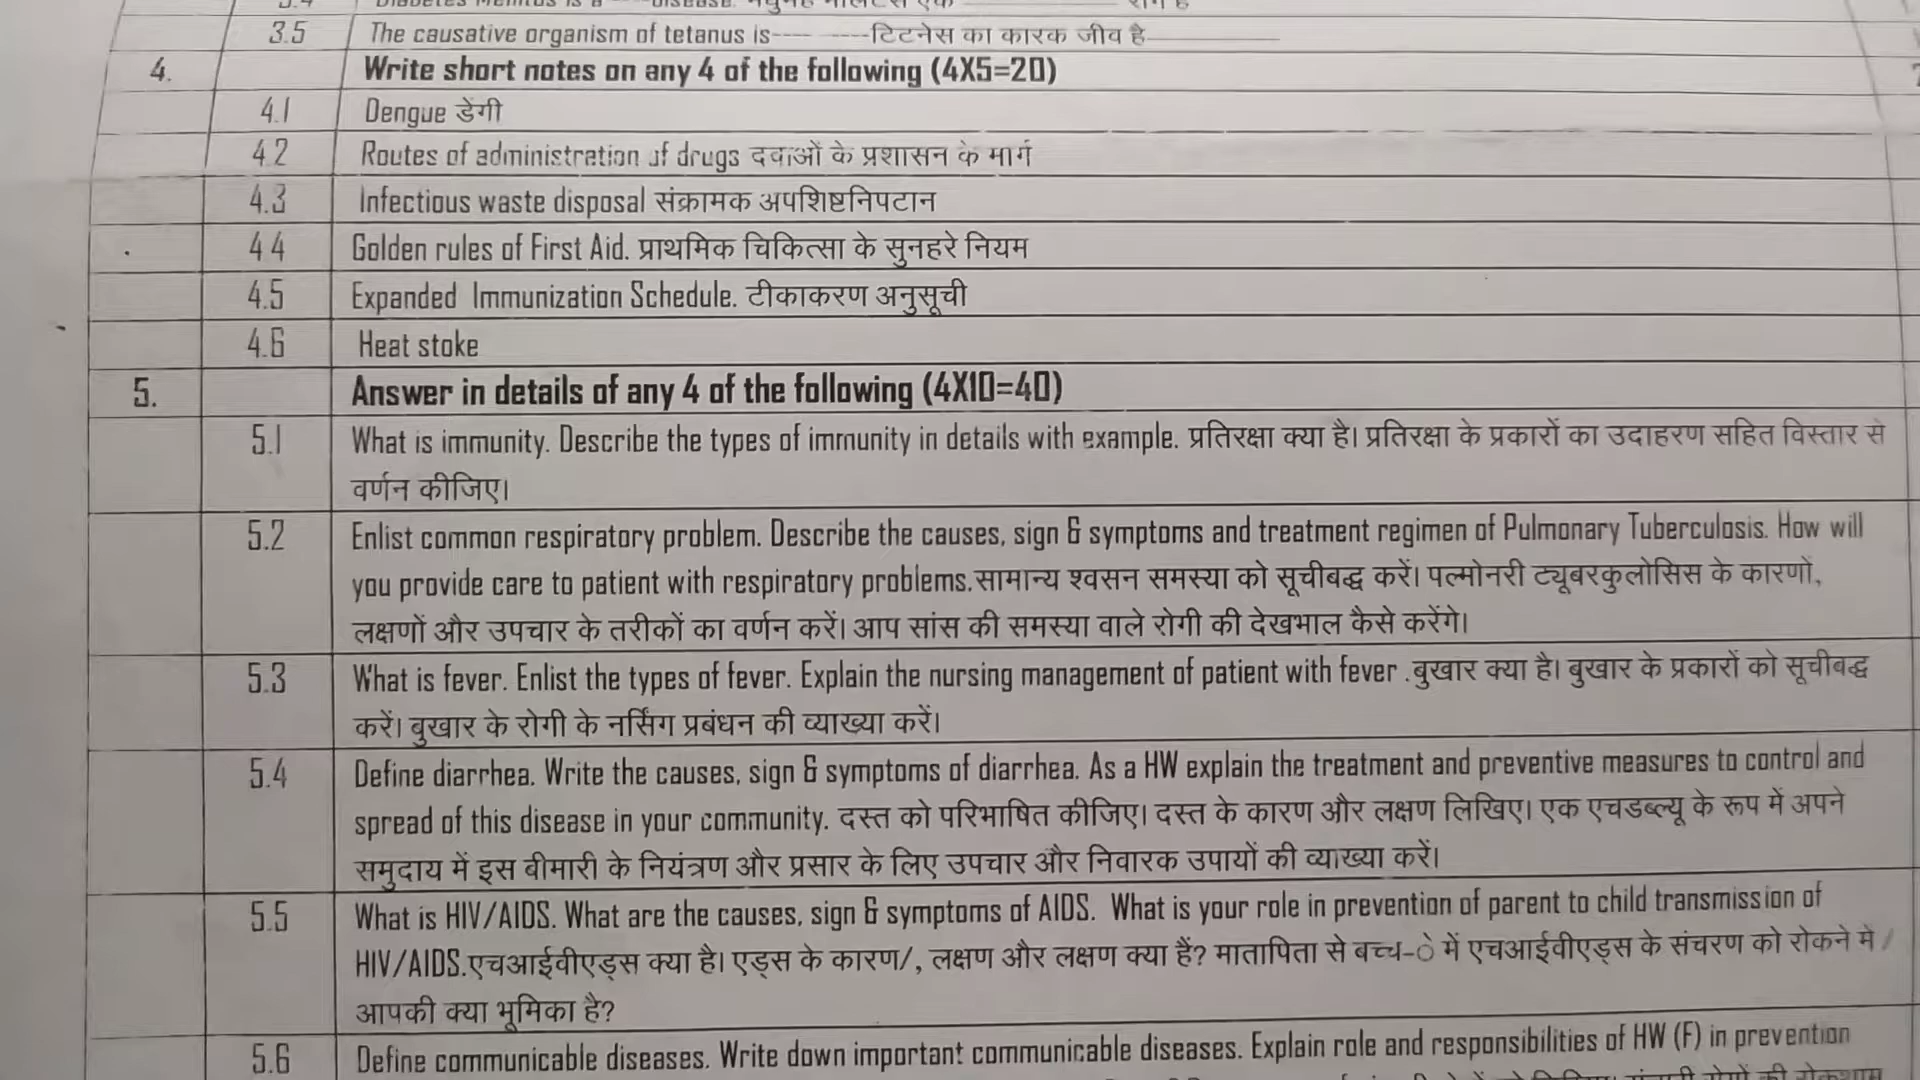 3.5 The causative organism of tetanus is---- -----टिटनेस का कारक जीव है
4. Write short notes on any 4 of the following (4X5=20)
4.1 Dengue डेंगी
4.2 Routes of administration of drugs दवाओं के प्रशासन के मार्ग
4.3 Infectious waste disposal संक्रामक अपशिष्टनिपटान
4.4 Golden rules of First Aid. प्राथमिक चिकित्सा के सुनहरे नियम
4.5 Expanded Immunization Schedule. टीकाकरण अनुसूची
4.6 Heat stoke
5. Answer in details of any 4 of the following (4X10=40)
5.1 What is immunity. Describe the types of immunity in details with example. प्रतिरक्षा क्या है। प्रतिरक्षा के प्रकारों का उदाहरण सहित विस्तार से
वर्णन कीजिए।
5.2 Enlist common respiratory problem. Describe the causes, sign & symptoms and treatment regimen of Pulmonary Tuberculosis. How will
you provide care to patient with respiratory problems.सामान्य श्वसन समस्या को सूचीबद्ध करें। पल्मोनरी ट्यूबरकुलोसिस के कारणों,
लक्षणों और उपचार के तरीकों का वर्णन करें। आप सांस की समस्या वाले रोगी की देखभाल कैसे करेंगे।
5.3 What is fever. Enlist the types of fever. Explain the nursing management of patient with fever .बुखार क्या है। बुखार के प्रकारों को सूचीबद्ध
करें। बुखार के रोगी के नर्सिंग प्रबंधन की व्याख्या करें।
5.4 Define diarrhea. Write the causes, sign & symptoms of diarrhea. As a HW explain the treatment and preventive measures to control and
spread of this disease in your community. दस्त को परिभाषित कीजिए। दस्त के कारण और लक्षण लिखिए। एक एचडब्ल्यू के रूप में अपने
समुदाय में इस बीमारी के नियंत्रण और प्रसार के लिए उपचार और निवारक उपायों की व्याख्या करें।
5.5 What is HIV/AIDS. What are the causes, sign & symptoms of AIDS. What is your role in prevention of parent to child transmission of
HIV/AIDS.एचआईवीएड्स क्या है। एड्स के कारण/, लक्षण और लक्षण क्या हैं? मातापिता से बच्च-े में एचआईवीएड्स के संचरण को रोकने में /
आपकी क्या भूमिका है?
5.6 Define communicable diseases. Write down important communicable diseases. Explain role and responsibilities of HW (F) in prevention